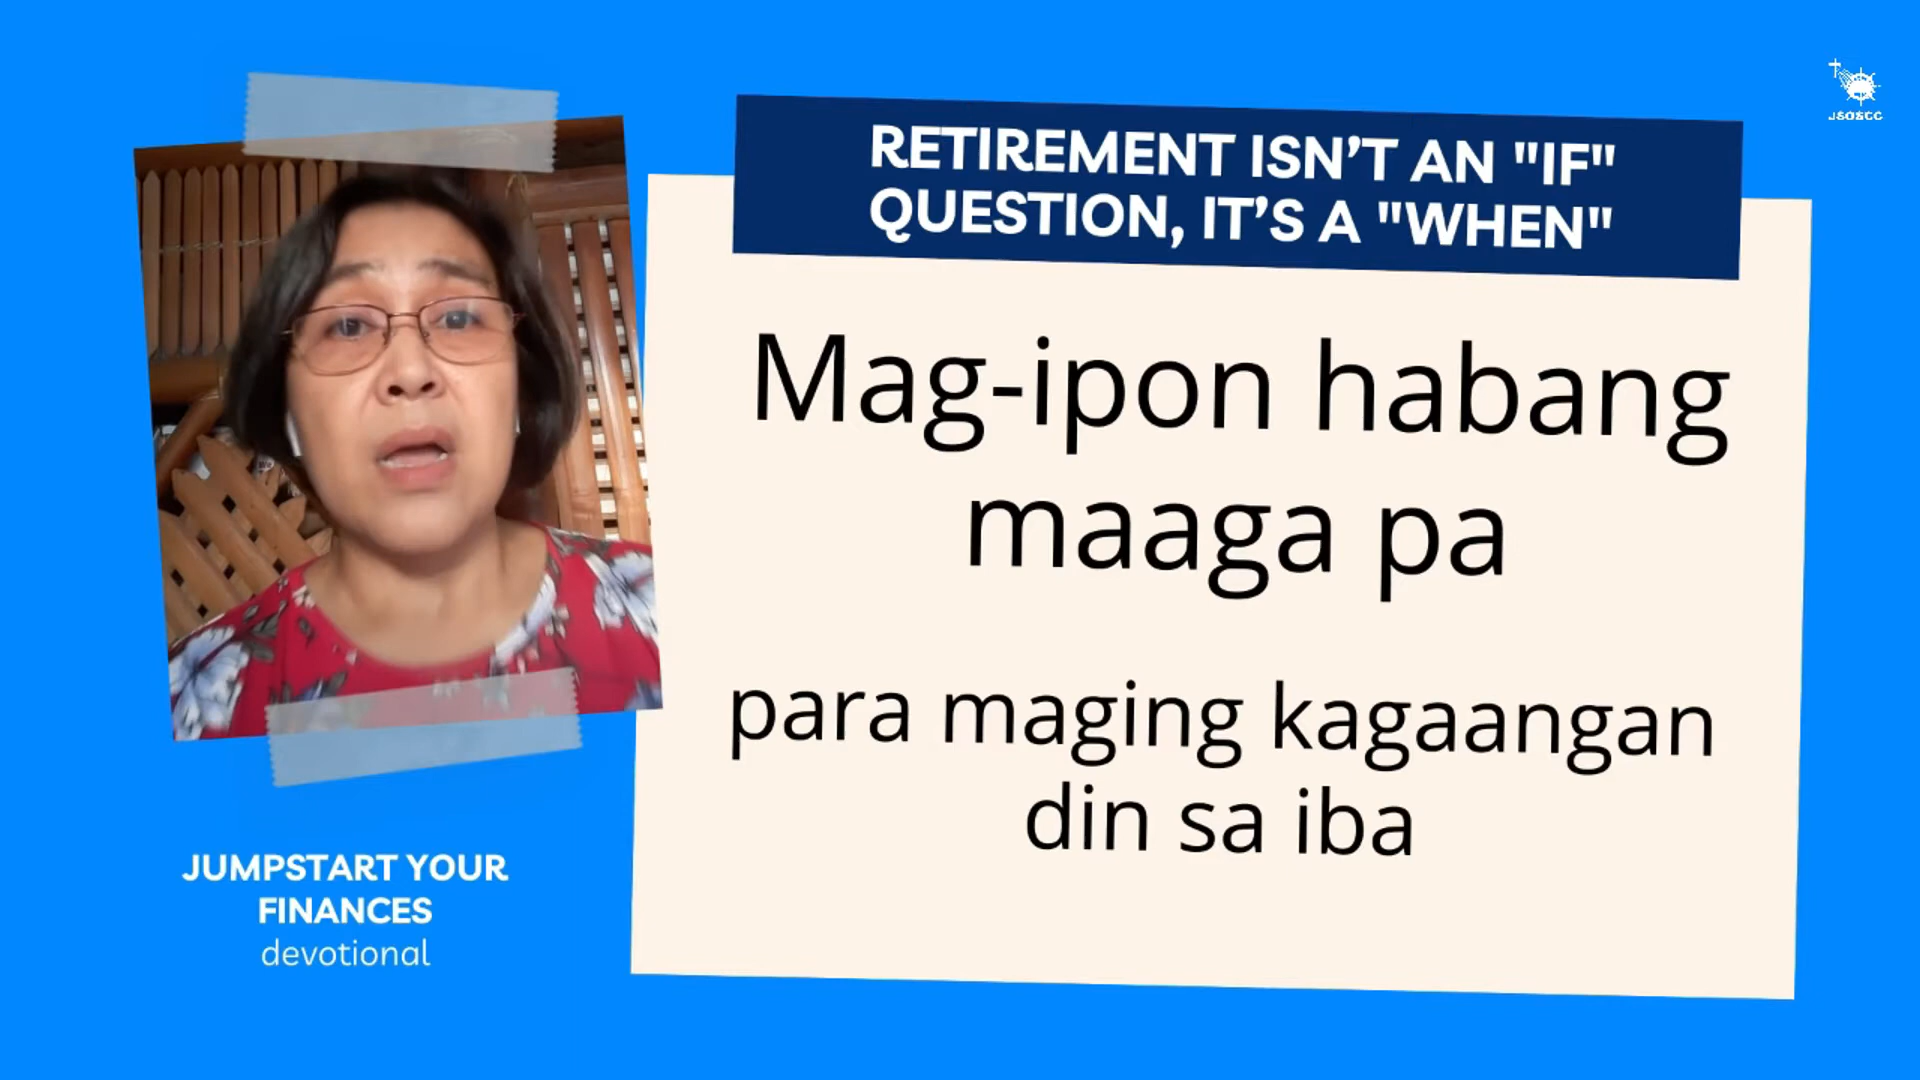 RETIREMENT ISN’T AN "IF"
QUESTION, IT’S A "WHEN"
Mag-ipon habang
maaga pa
para maging kagaangan
din sa iba
JUMPSTART YOUR
FINANCES
devotional
JSOSCC